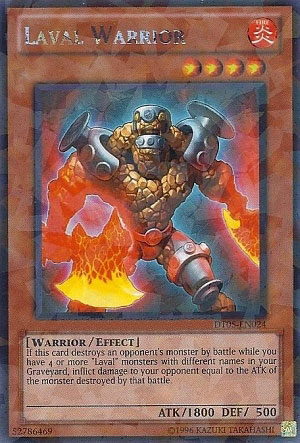 Laval Warrior
FIRE
炎
DT05-EN024
[WARRIOR / EFFECT]
If this card destroys an opponent's monster by battle while you
have 4 or more "Laval" monsters with different names in your
Graveyard, inflict damage to your opponent equal to the ATK of
the monster destroyed by that battle.
ATK/1800 DEF/ 500
52786469
©1996 KAZUKI TAKAHASHI